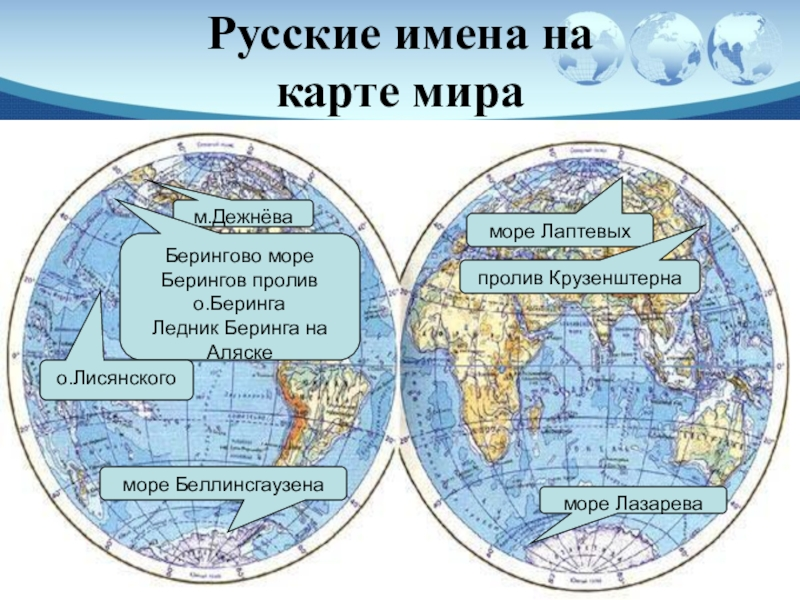 Русские имена на
карте мира
м.Дежнёва
Берингово море
Берингов пролив
о.Беринга
Ледник Беринга на
Аляске
о.Лисянского
море Беллинсгаузена
море Лаптевых
пролив Крузенштерна
море Лазарева